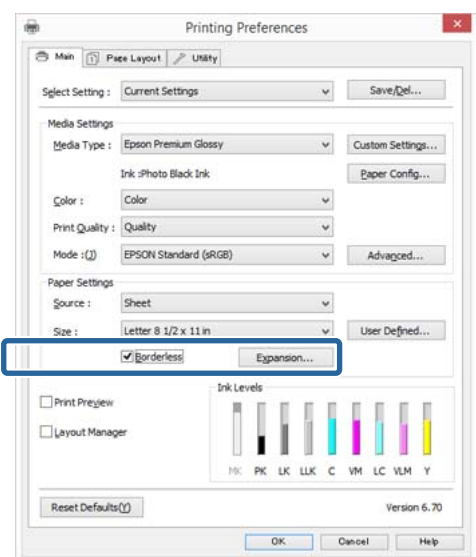 Printing Preferences
Main Page Layout Utility
Select Setting : Current Settings Save/Del...
Media Settings
Media Type : Epson Premium Glossy Custom Settings...
Ink :Photo Black Ink Paper Config...
Color : Color
Print Quality : Quality
Mode :(J) EPSON Standard (sRGB) Advanced...
Paper Settings
Source : Sheet
Size : Letter 8 1/2 x 11 in User Defined...
Borderless Expansion...
Print Preview
Layout Manager
Ink Levels
MK PK LK LLK C VM LC VLM Y
Reset Defaults(Y) Version 6.70
OK Cancel Help